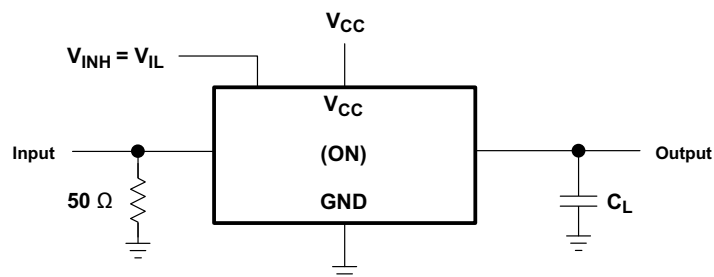 V_CC
V_INH = V_IL
V_CC
Input
(ON)
Output
50 Ω
GND
C_L